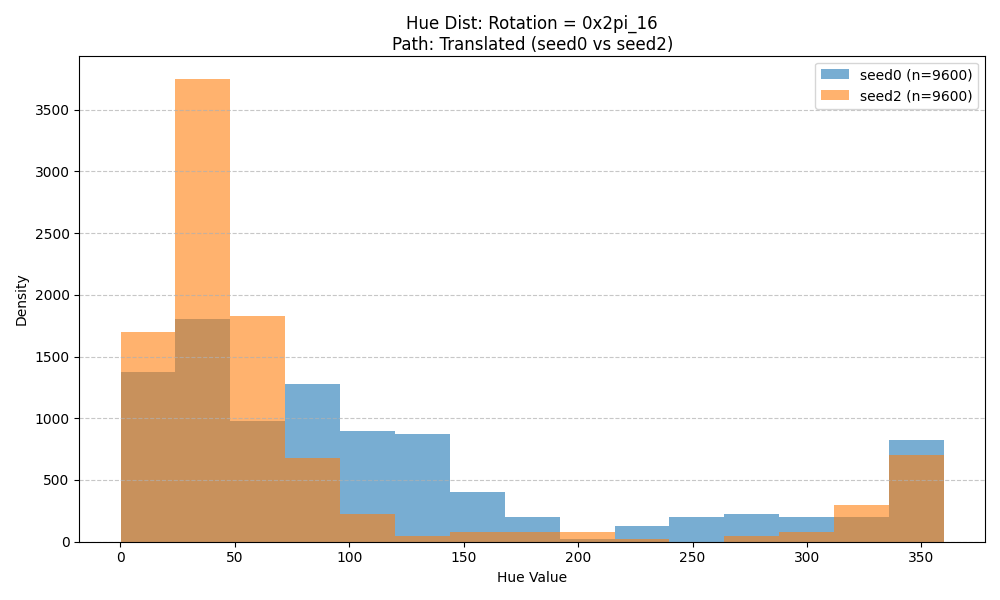 Hue Dist: Rotation = 0x2pi_16
Path: Translated (seed0 vs seed2)
seed0 (n=9600)
seed2 (n=9600)
Density
3500
3000
2500
2000
1500
1000
500
0
0 50 100 150 200 250 300 350
Hue Value